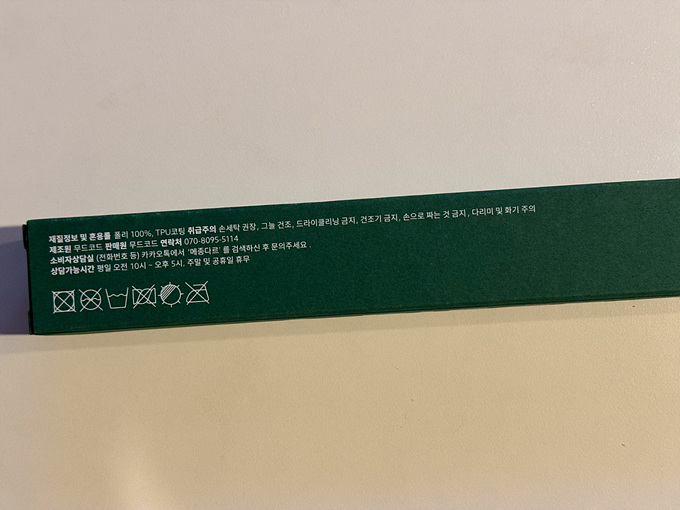 재질정보 및 혼용률 폴리 100%, TPU코팅 취급주의 손세탁 권장, 그늘 건조, 드라이클리닝 금지, 건조기 금지, 손으로 짜는 것 금지, 다리미 및 화기 주의
제조원 무드코드 판매원 무드코드 연락처 070-8095-5114
소비자상담실 (전화번호 등) 카카오톡에서 '메종다르' 를 검색하신 후 문의주세요 .
상담가능시간 평일 오전 10시 - 오후 5시, 주말 및 공휴일 휴무